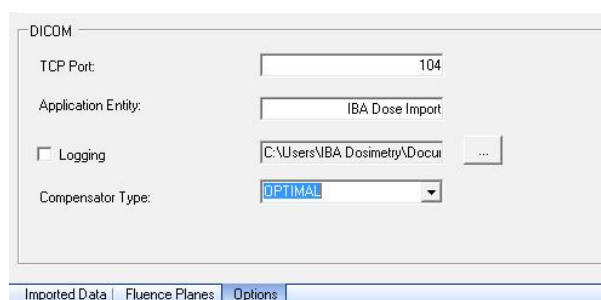 DICOM
TCP Port: 104
Application Entity: IBA Dose Import
Logging C:\Users\IBA Dosimetry\Docu ...
Compensator Type: OPTIMAL
Imported Data | Fluence Planes | Options